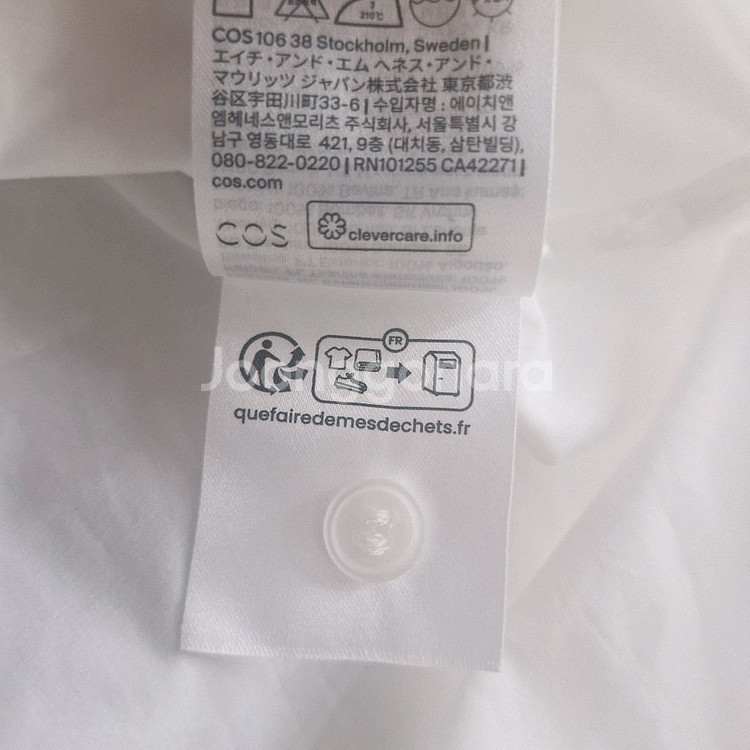 3
210℃
COS 106 38 Stockholm, Sweden |
エイチ・アンド・エム ヘネス・アンド・
マウリッツ ジャパン株式会社 東京都渋
谷区宇田川町33-6 | 수입자명 : 에이치앤
엠헤네스앤모리츠 주식회사, 서울특별시 강
남구 영동대로 421, 9층 (대치동, 삼탄빌딩),
080-822-0220 | RN101255 CA42271 |
cos.com
COS
clevercare.info
FR
Joonggonara
quefairedemesdechets.fr